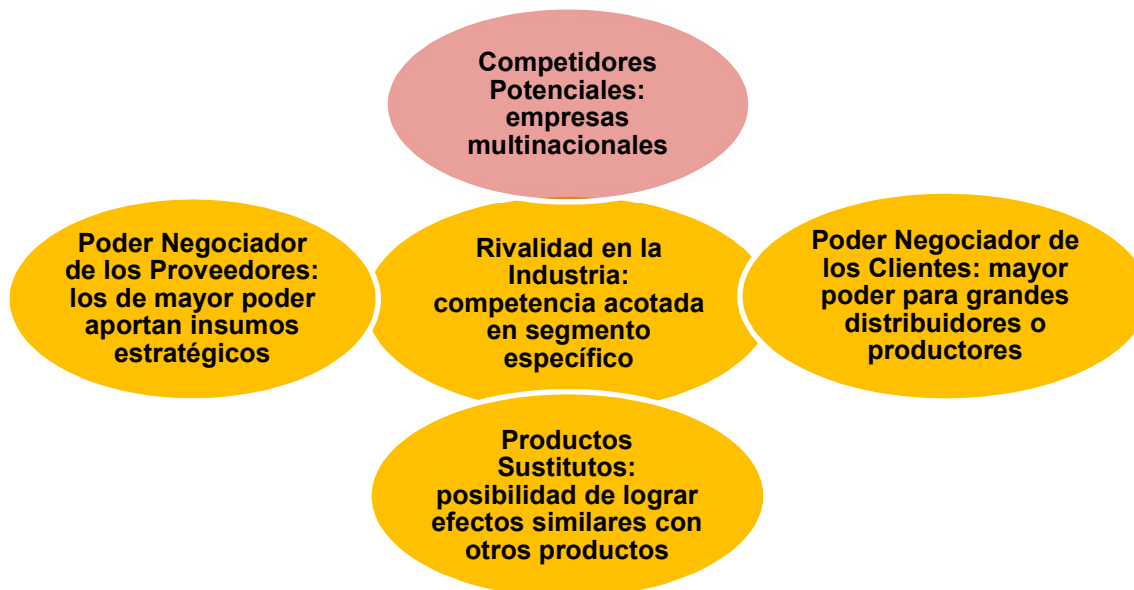 Competidores
Potenciales:
empresas
multinacionales
Poder Negociador
de los Proveedores:
los de mayor poder
aportan insumos
estratégicos
Rivalidad en la
Industria:
competencia acotada
en segmento
específico
Poder Negociador de
los Clientes: mayor
poder para grandes
distribuidores o
productores
Productos
Sustitutos:
posibilidad de lograr
efectos similares con
otros productos